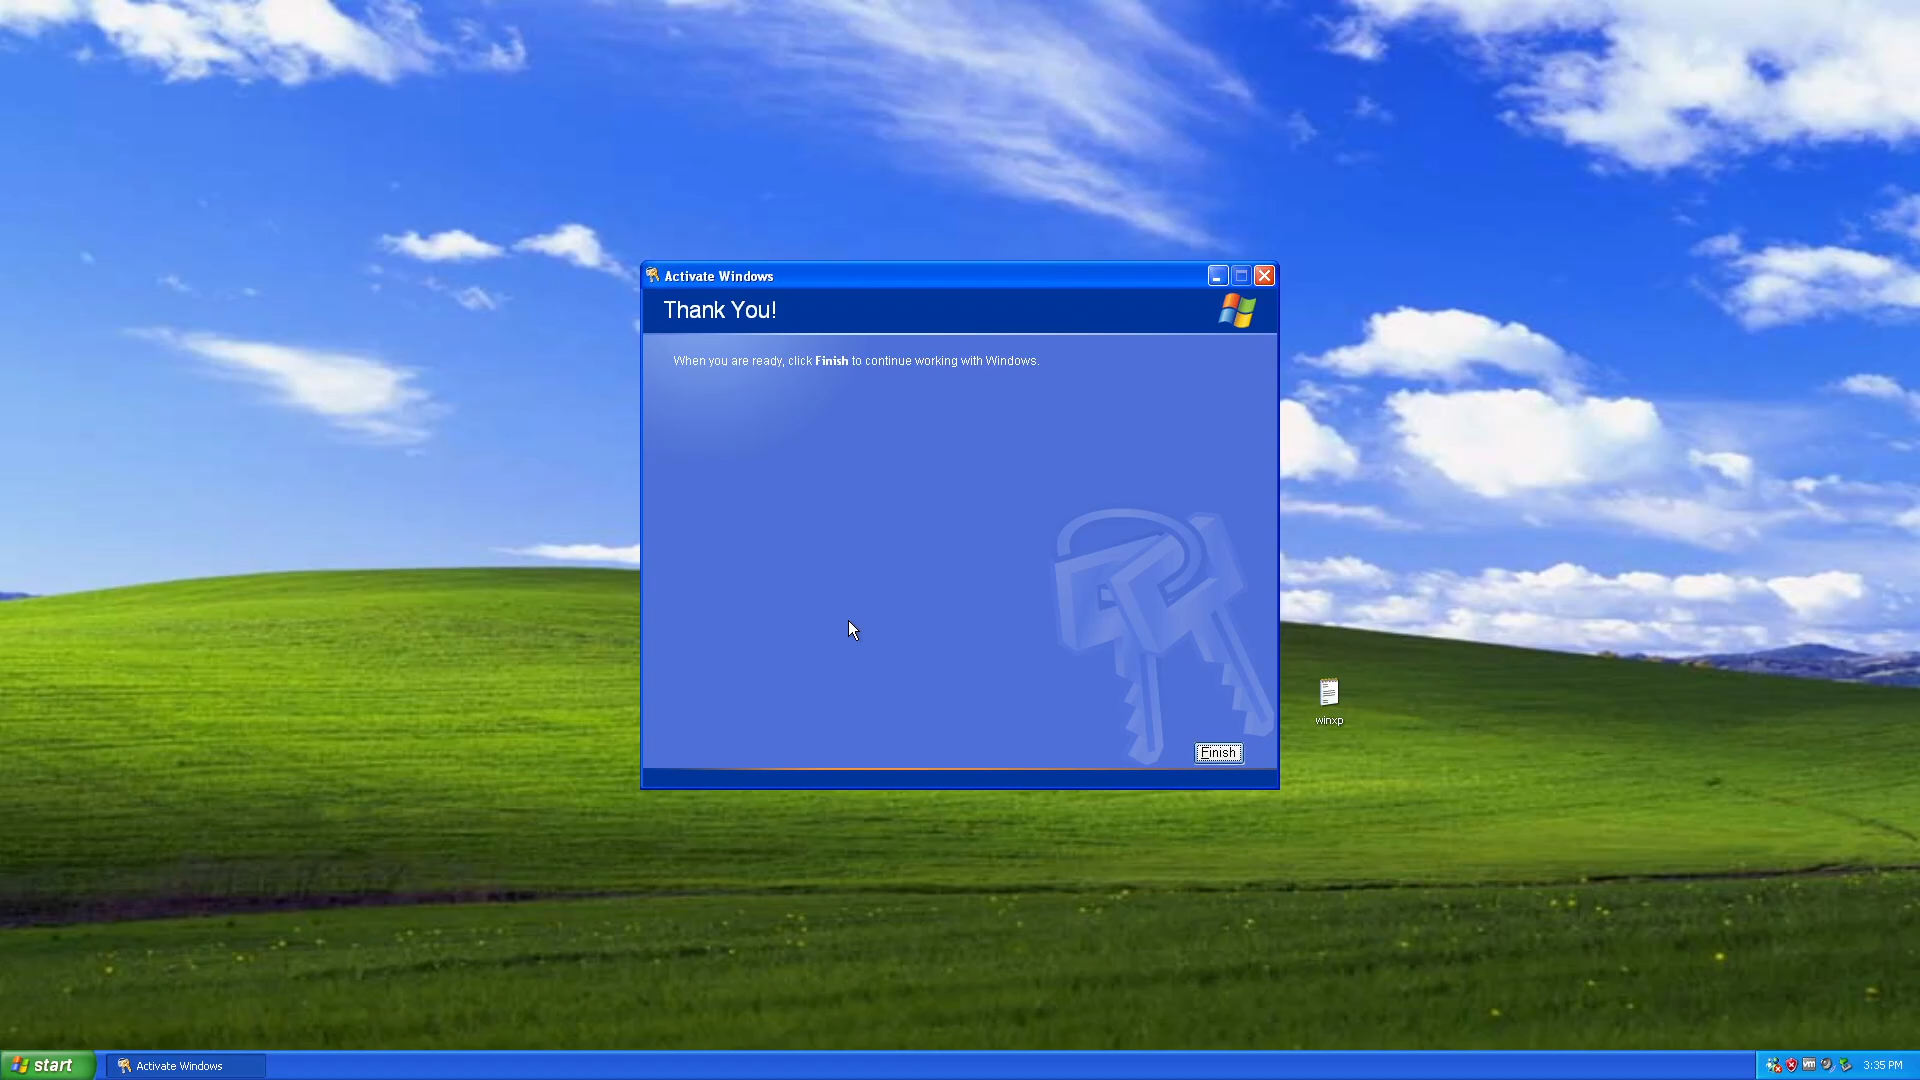 Activate Windows
Thank You!
When you are ready, click Finish to continue working with Windows.
winxp
Finish
start
Activate Windows
vm
3:35 PM